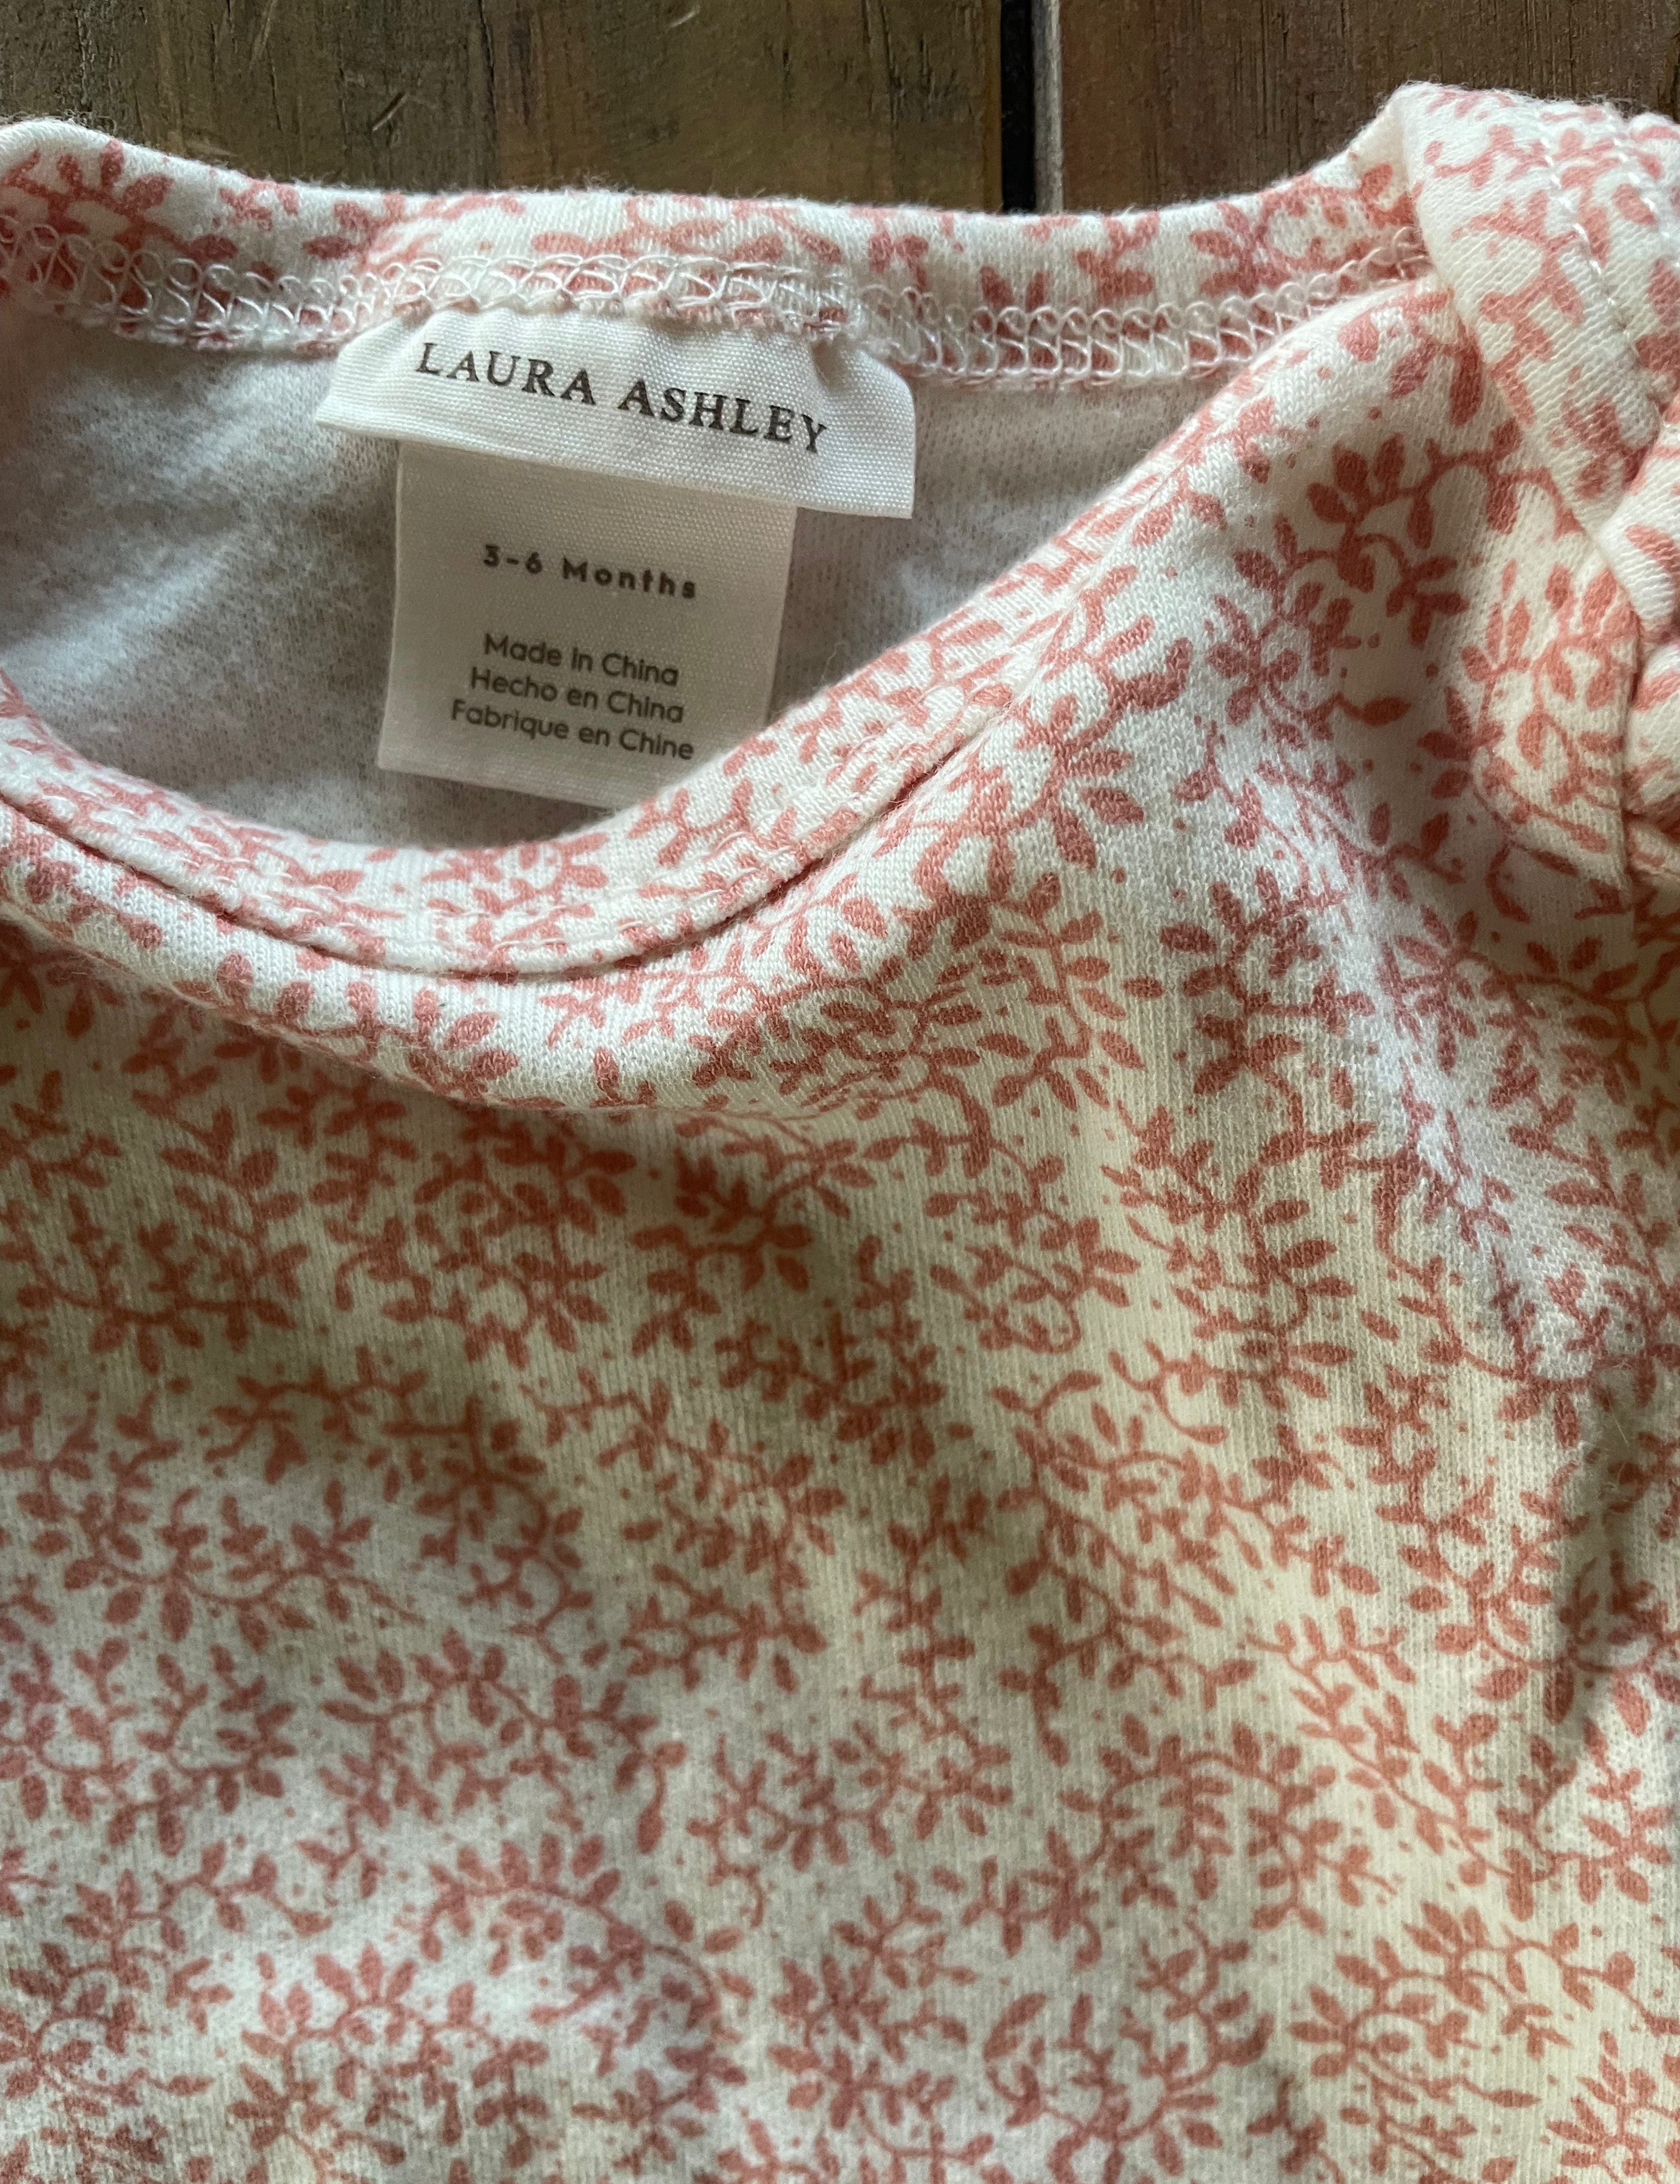 LAURA ASHLEY
3-6 Months
Made in China
Hecho en China
Fabrique en Chine